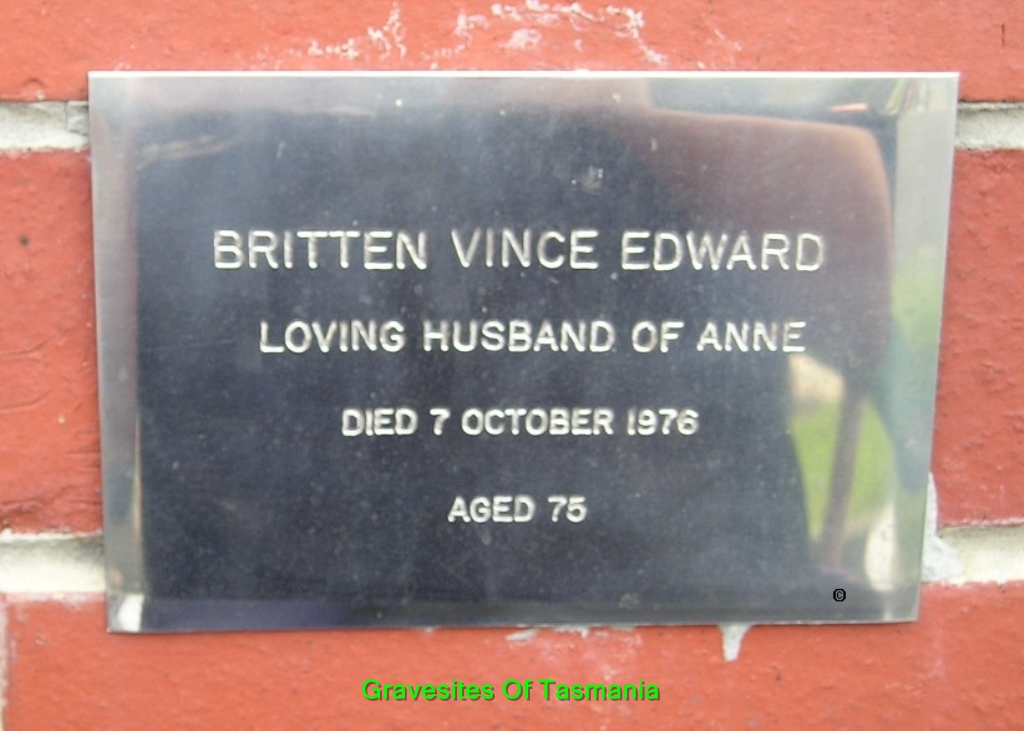 BRITTEN VINCE EDWARD
LOVING HUSBAND OF ANNE
DIED 7 OCTOBER 1976
AGED 75
©
Gravesites Of Tasmania